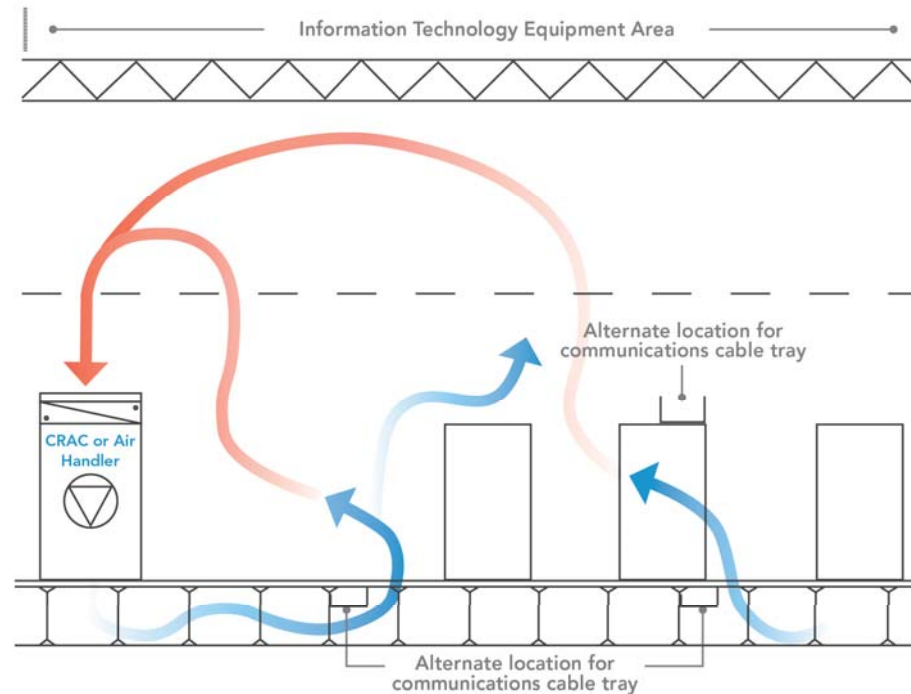 Information Technology Equipment Area
Alternate location for
communications cable tray
CRAC or Air
Handler
Alternate location for
communications cable tray